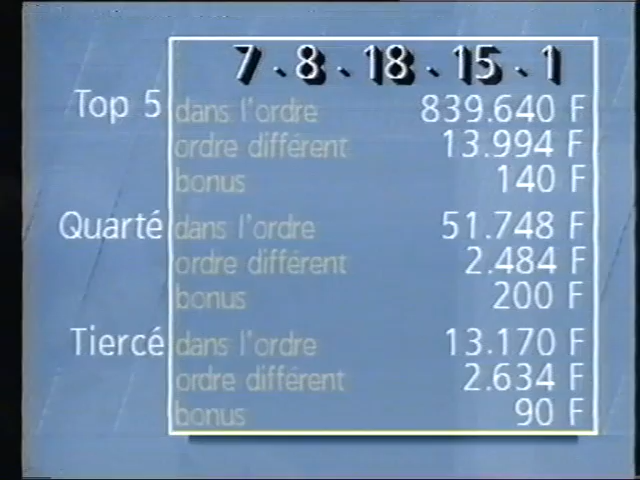 7 - 8 - 18 - 15 - 1
Top 5 dans l'ordre 839.640 F
ordre différent 13.994 F
bonus 140 F
Quarté dans l'ordre 51.748 F
ordre différent 2.484 F
bonus 200 F
Tiercé dans l'ordre 13.170 F
ordre différent 2.634 F
bonus 90 F